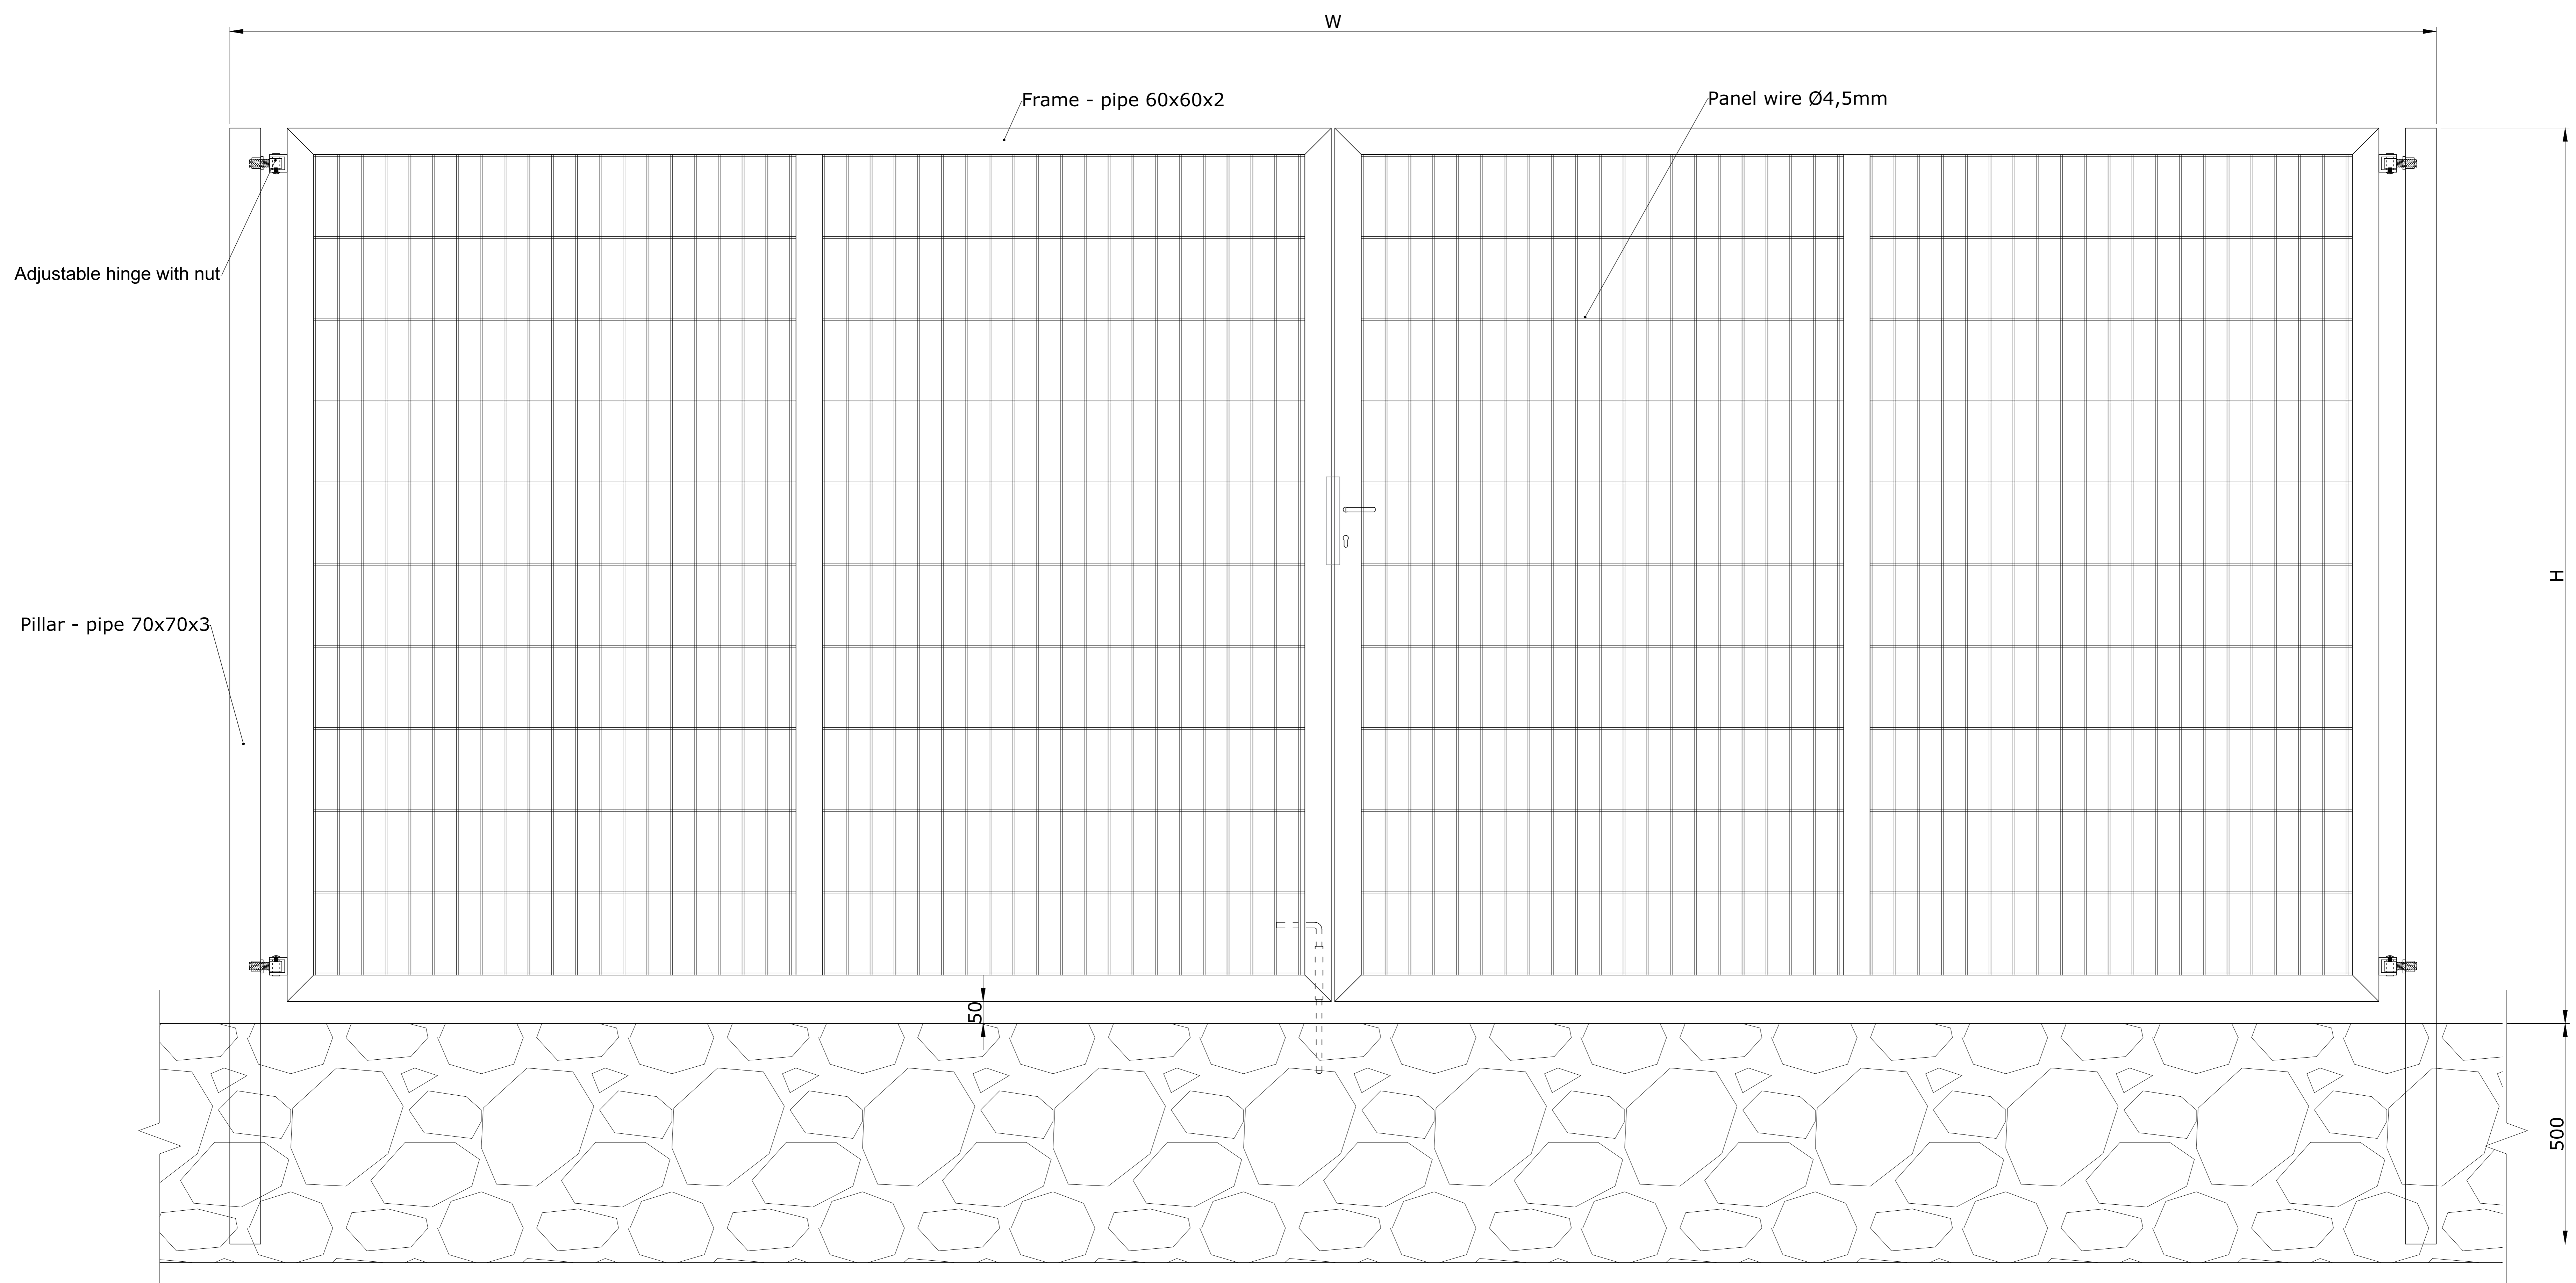 W
Frame - pipe 60x60x2
Panel wire Ø4,5mm
Adjustable hinge with nut
H
Pillar - pipe 70x70x3
50
500